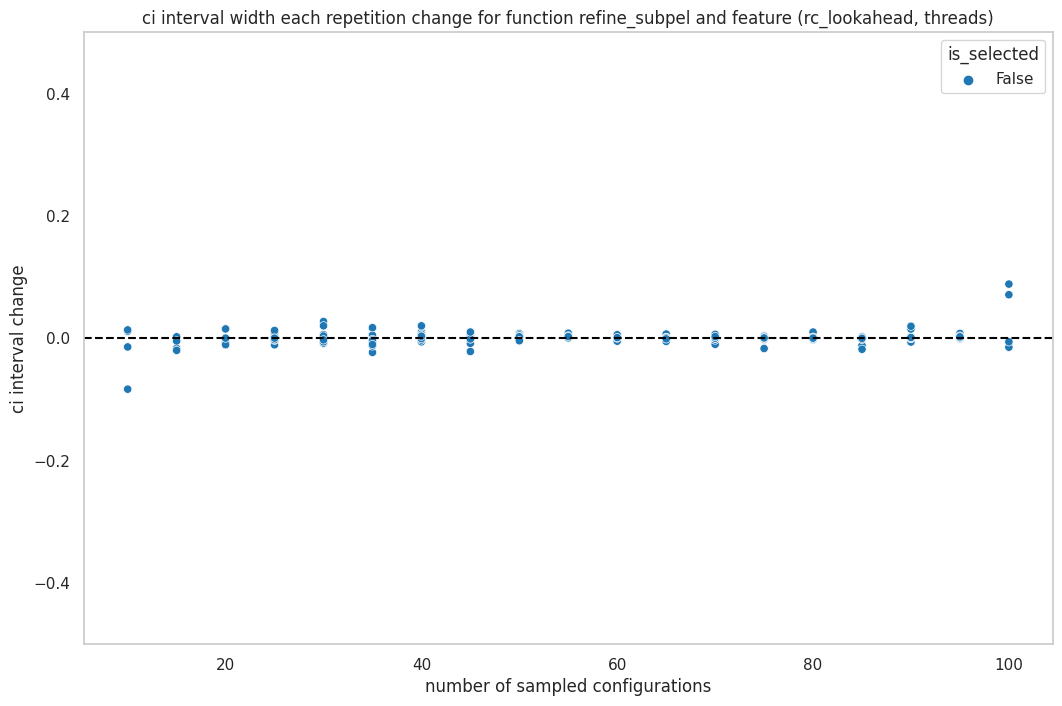 ci interval width each repetition change for function refine_subpel and feature (rc_lookahead, threads)
is_selected
False
ci interval change
0.4
0.2
0.0
−0.2
−0.4
20
40
60
80
100
number of sampled configurations